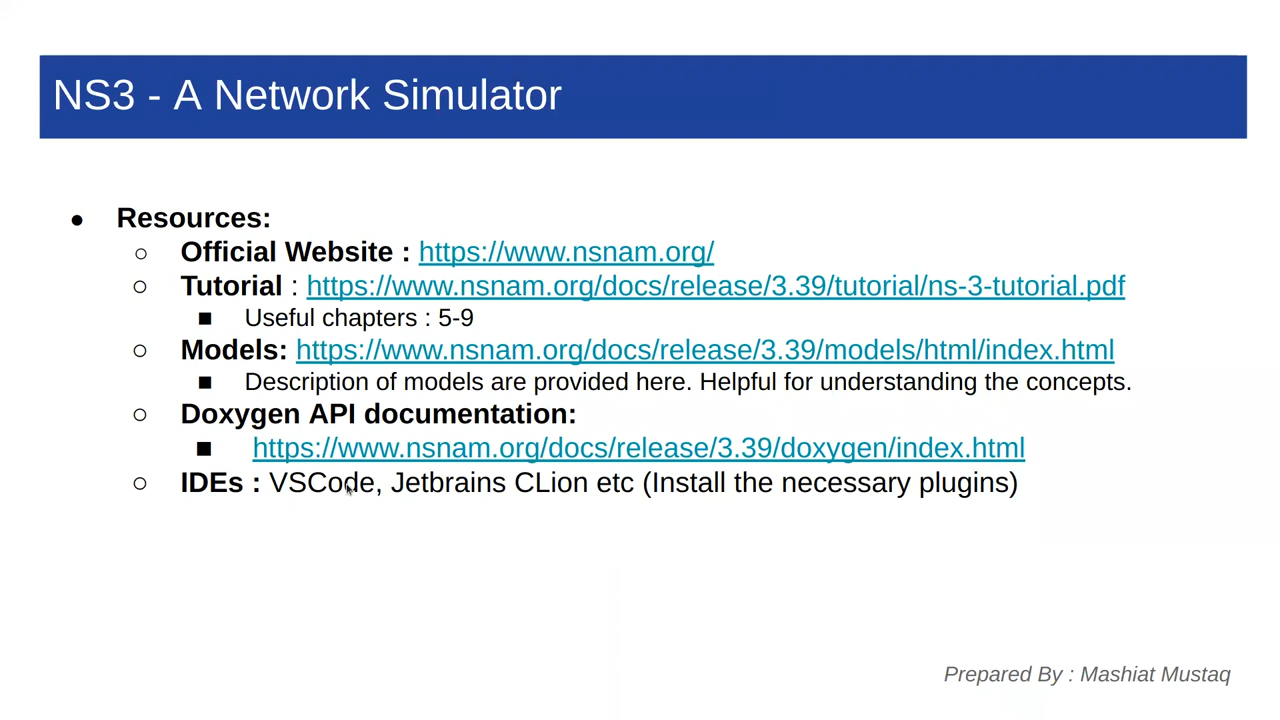 NS3 - A Network Simulator
● Resources:
○ Official Website : https://www.nsnam.org/
○ Tutorial : https://www.nsnam.org/docs/release/3.39/tutorial/ns-3-tutorial.pdf
■ Useful chapters : 5-9
○ Models: https://www.nsnam.org/docs/release/3.39/models/html/index.html
■ Description of models are provided here. Helpful for understanding the concepts.
○ Doxygen API documentation:
■ https://www.nsnam.org/docs/release/3.39/doxygen/index.html
○ IDEs : VSCode, Jetbrains CLion etc (Install the necessary plugins)
Prepared By : Mashiat Mustaq